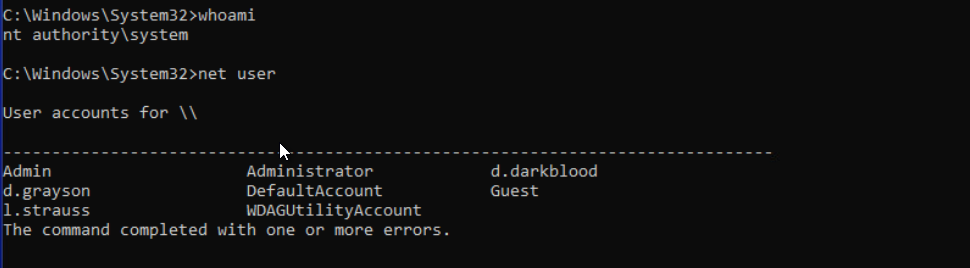 C:\Windows\System32>whoami
nt authority\system
C:\Windows\System32>net user
User accounts for \\
-------------------------------------------------------------------------------
Admin                    Administrator            d.darkblood
d.grayson                DefaultAccount           Guest
l.strauss                WDAGUtilityAccount
The command completed with one or more errors.